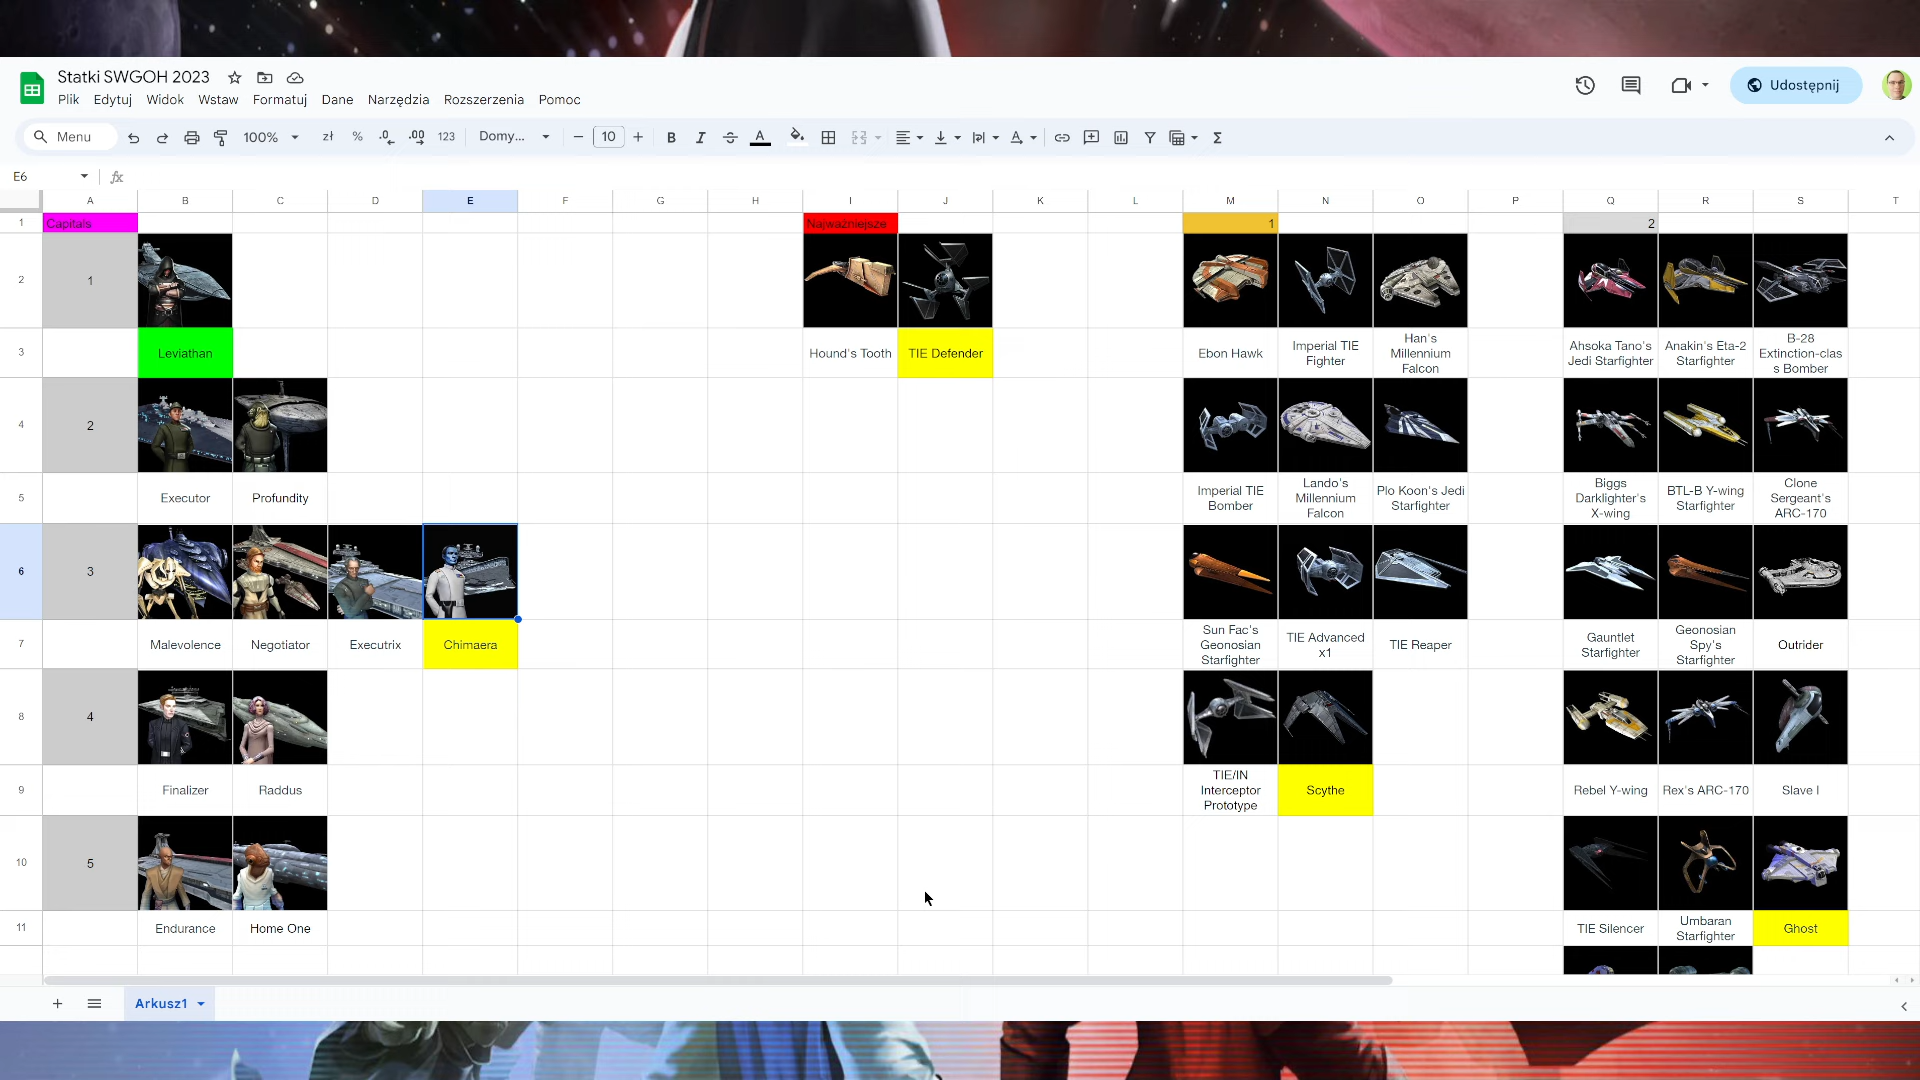 Statki SWGOH 2023
Plik Edytuj Widok Wstaw Formatuj Dane Narzędzia Rozszerzenia Pomoc
Udostępnij
Menu 100% zł % .0 .00 123 Domy... 10 B I S A
E6 fx
A B C D E F G H I J K L M N O P Q R S T
1 Capitals Najważniejsze 1 2
2 1
3 Leviathan Hound's Tooth TIE Defender Ebon Hawk Imperial TIE Fighter Han's Millennium Falcon Ahsoka Tano's Jedi Starfighter Anakin's Eta-2 Starfighter B-28 Extinction-class Bomber
4 2
5 Executor Profundity Imperial TIE Bomber Lando's Millennium Falcon Plo Koon's Jedi Starfighter Biggs Darklighter's X-wing BTL-B Y-wing Starfighter Clone Sergeant's ARC-170
6 3
7 Malevolence Negotiator Executrix Chimaera Sun Fac's Geonosian Starfighter TIE Advanced x1 TIE Reaper Gauntlet Starfighter Geonosian Spy's Starfighter Outrider
8 4
9 Finalizer Raddus TIE/IN Interceptor Prototype Scythe Rebel Y-wing Rex's ARC-170 Slave I
10 5
11 Endurance Home One TIE Silencer Umbaran Starfighter Ghost
Arkusz1